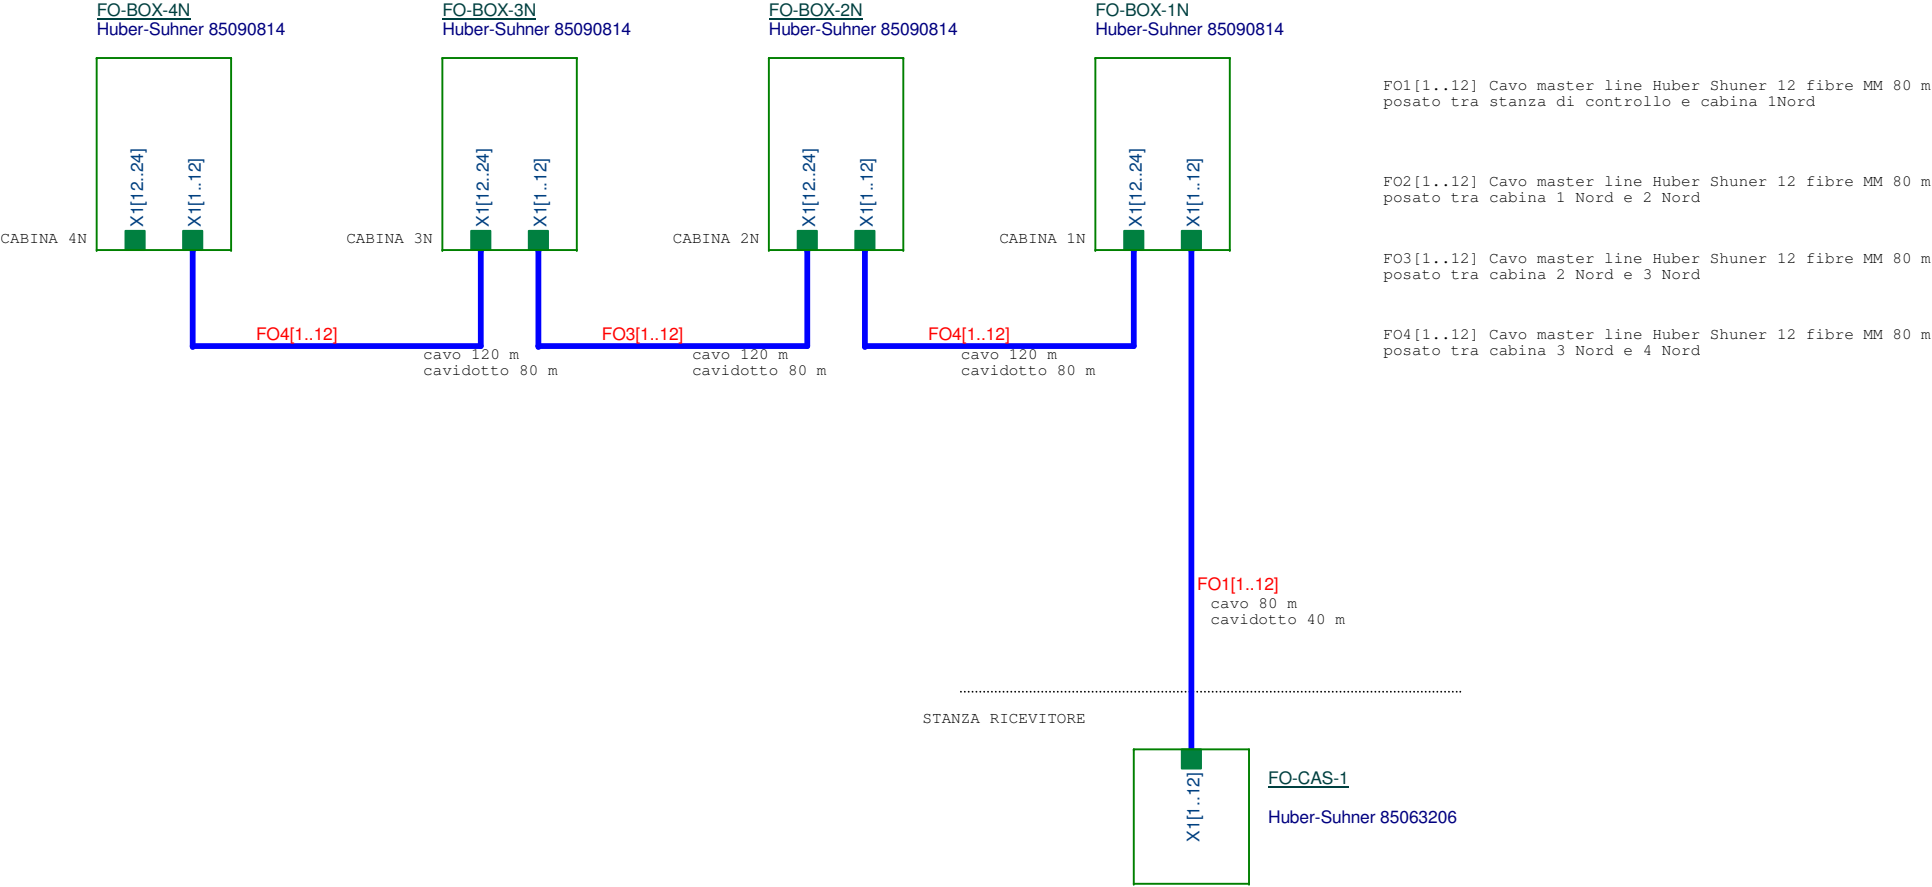 FO-BOX-4N
Huber-Suhner 85090814
FO-BOX-3N
Huber-Suhner 85090814
FO-BOX-2N
Huber-Suhner 85090814
FO-BOX-1N
Huber-Suhner 85090814
FO1[1..12] Cavo master line Huber Shuner 12 fibre MM 80 m
posato tra stanza di controllo e cabina 1Nord
FO2[1..12] Cavo master line Huber Shuner 12 fibre MM 80 m
posato tra cabina 1 Nord e 2 Nord
FO3[1..12] Cavo master line Huber Shuner 12 fibre MM 80 m
posato tra cabina 2 Nord e 3 Nord
FO4[1..12] Cavo master line Huber Shuner 12 fibre MM 80 m
posato tra cabina 3 Nord e 4 Nord
X1[12..24]
X1[1..12]
X1[12..24]
X1[1..12]
X1[12..24]
X1[1..12]
X1[12..24]
X1[1..12]
CABINA 4N
CABINA 3N
CABINA 2N
CABINA 1N
FO4[1..12]
cavo 120 m
cavidotto 80 m
FO3[1..12]
cavo 120 m
cavidotto 80 m
FO4[1..12]
cavo 120 m
cavidotto 80 m
FO1[1..12]
cavo 80 m
cavidotto 40 m
STANZA RICEVITORE
X1[1..12]
FO-CAS-1
Huber-Suhner 85063206